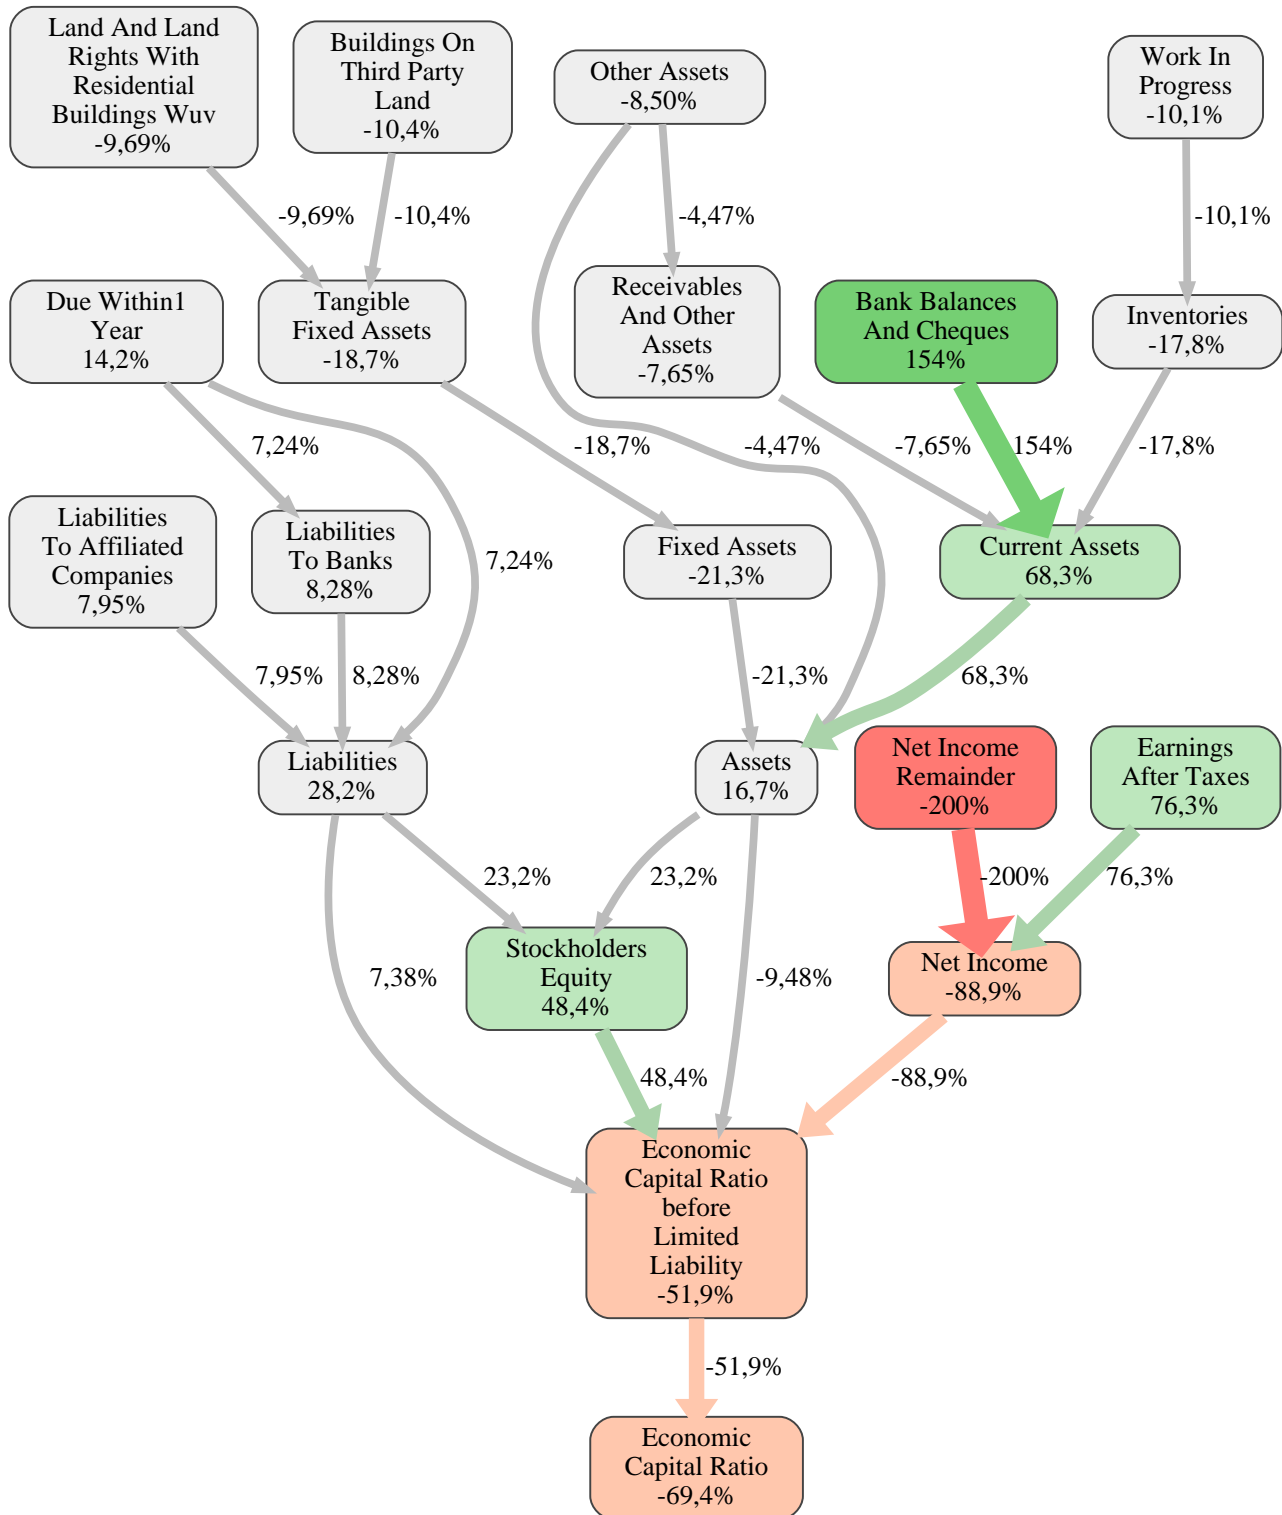 Land And Land
Rights With
Residential
Buildings Wuv
-9,69%
Buildings On
Third Party
Land
-10,4%
Other Assets
-8,50%
Work In
Progress
-10,1%
-9,69%
-10,4%
-4,47%
-10,1%
Due Within1
Year
14,2%
Tangible
Fixed Assets
-18,7%
Receivables
And Other
Assets
-7,65%
Bank Balances
And Cheques
154%
Inventories
-17,8%
7,24%
-18,7%
-4,47%
-7,65%
154%
-17,8%
Liabilities
To Affiliated
Companies
7,95%
Liabilities
To Banks
8,28%
7,24%
Fixed Assets
-21,3%
Current Assets
68,3%
7,95%
8,28%
-21,3%
68,3%
Liabilities
28,2%
Assets
16,7%
Net Income
Remainder
-200%
Earnings
After Taxes
76,3%
23,2%
23,2%
-200%
76,3%
7,38%
Stockholders
Equity
48,4%
-9,48%
Net Income
-88,9%
48,4%
-88,9%
Economic
Capital Ratio
before
Limited
Liability
-51,9%
-51,9%
Economic
Capital Ratio
-69,4%